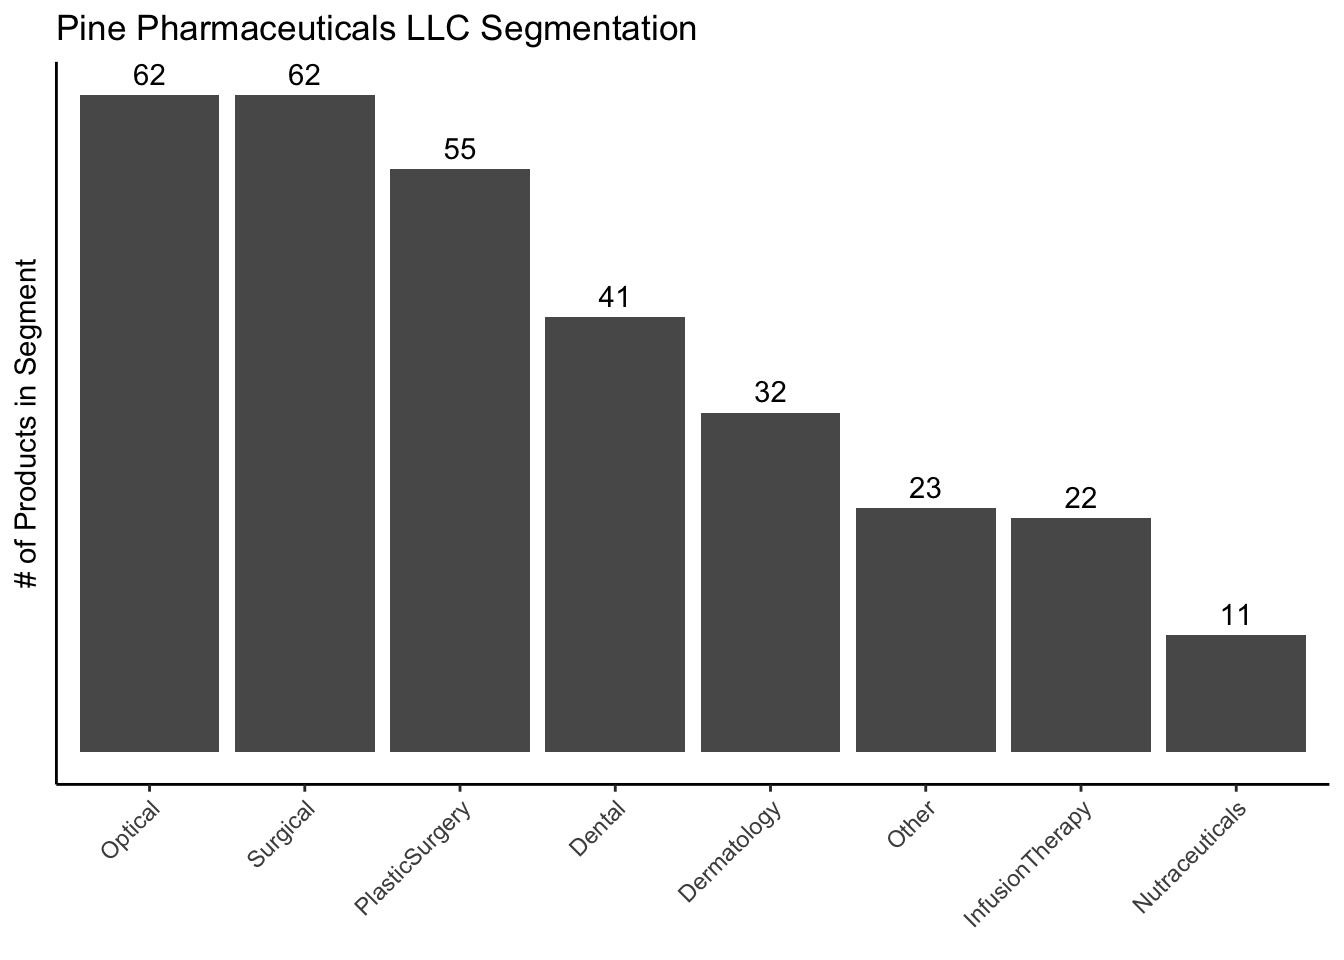 Pine Pharmaceuticals LLC Segmentation
# of Products in Segment
62
62
55
41
32
23
22
11
Optical
Surgical
PlasticSurgery
Dental
Dermatology
Other
InfusionTherapy
Nutraceuticals